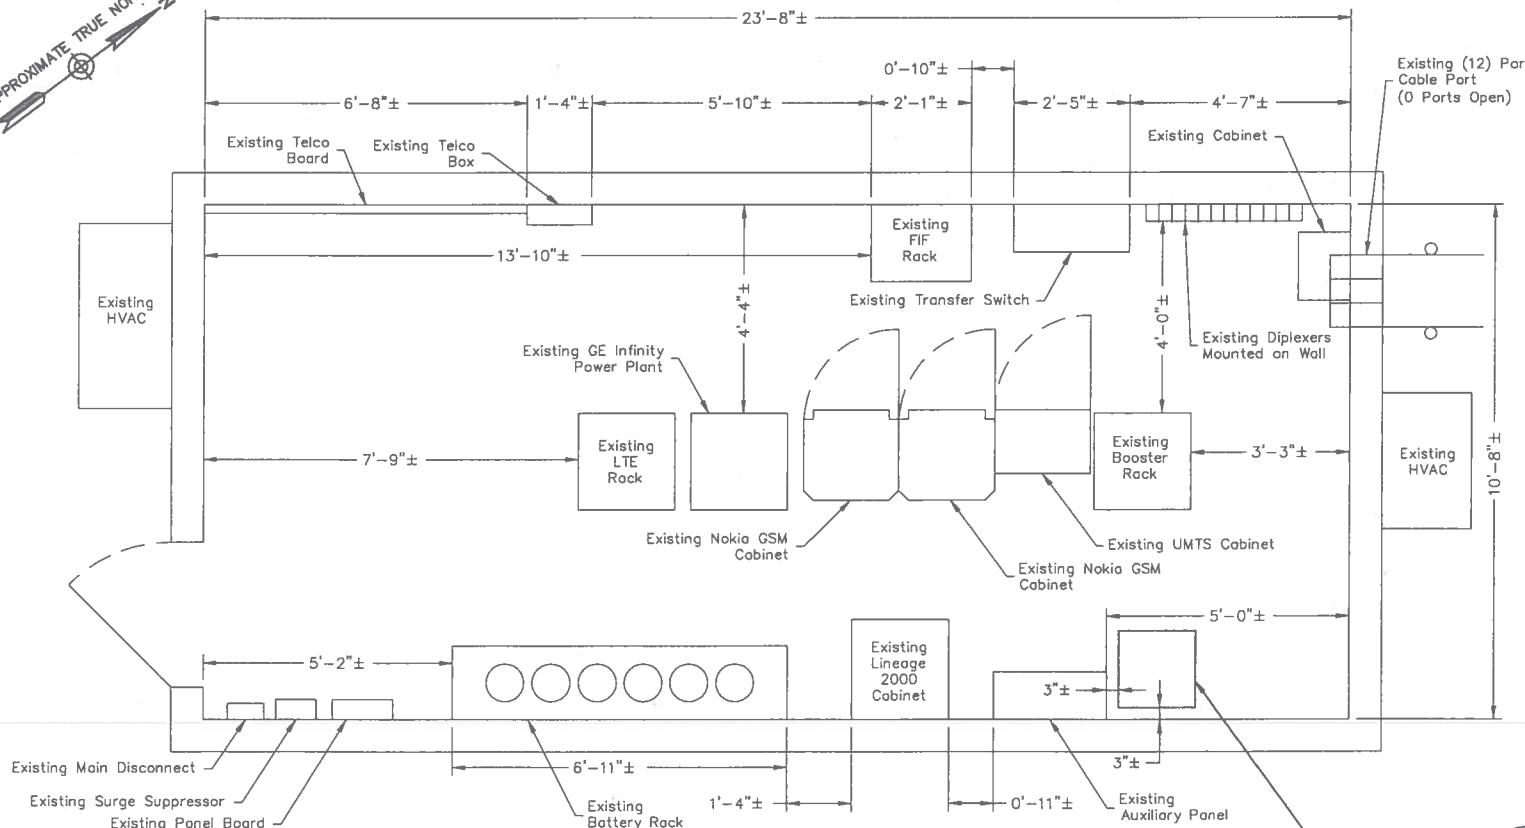 APPROXIMATE TRUE
23'-8"±
0'-10"±
Existing (12) Por
Cable Port
(0 Ports Open)
6'-8"±
1'-4"±
5'-10"±
2'-1"±
2'-5"±
4'-7"±
Existing Telco
Board
Existing Telco
Box
Existing Cabinet
Existing
FIF
Rack
13'-10"±
4'-4"±
4'-0"±
Existing Transfer Switch
Existing
HVAC
Existing Diplexers
Mounted on Wall
Existing GE Infinity
Power Plant
7'-9"±
Existing
LTE
Rack
Existing
Booster
Rack
3'-3"±
Existing
HVAC
10'-8"±
Existing Nokia GSM
Cabinet
Existing UMTS Cabinet
Existing Nokia GSM
Cabinet
5'-0"±
5'-2"±
Existing
Lineage
2000
Cabinet
3"±
3"±
Existing Main Disconnect
6'-11"±
Existing Surge Suppressor
Existing Panel Board
Existing
Battery Rack
1'-4"±
0'-11"±
Existing
Auxiliary Panel